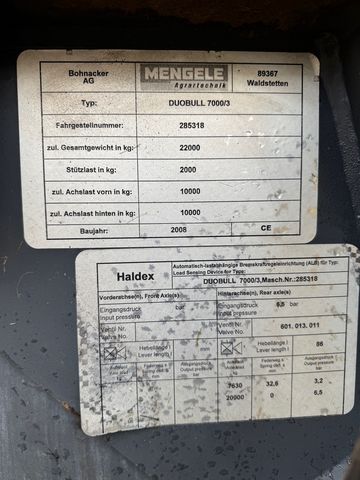 Bohnacker AG MENGELE Agrartechnik 89367 Waldstetten
Typ: DUOBULL 7000/3
Fahrgestellnummer: 285318
zul. Gesamtgewicht in kg: 22000
Stützlast in kg: 2000
zul. Achslast vorn in kg: 10000
zul. Achslast hinten in kg: 10000
Baujahr: 2008 CE
Haldex
Automatisch-lastabhängige Bremskraftregeleinrichtung (ALB) für Typ:
Load Sensing Device for Type:
DUOBULL 7000/3,Masch.Nr.:285318
Vorderachse(n), Front Axle(s) Hinterachse(n), Rear axle(s)
Eingangsdruck bar Eingangsdruck 6,5 bar
Input pressure Input pressure
Ventil Nr. Ventil Nr. 601.013.011
Valve No. Valve No.
Hebellänge l Hebellänge l 86
Lever length l Lever length l
7630 32,6 3,2
20900 0 6,5